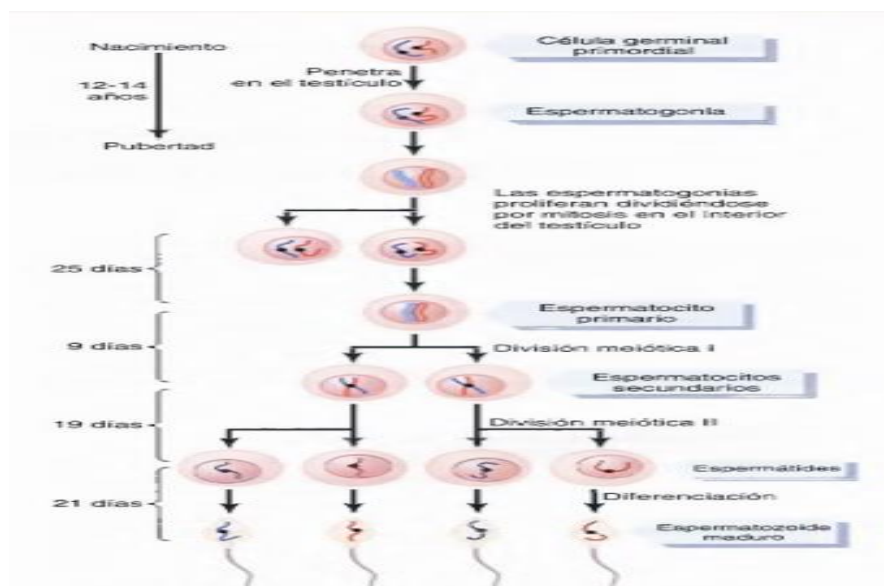 Nacimiento
12-14
años
Pubertad
Célula germinal
primordial
Penetra
en el testículo
Espermatogonia
Las espermatogonias
proliferan dividiéndose
por mitosis en el interior
del testículo
25 días
Espermatocito
primario
9 días
División meiótica I
Espermatocitos
secundarios
19 días
División meiótica II
Espermátides
21 días
Diferenciación
Espermatozoide
maduro